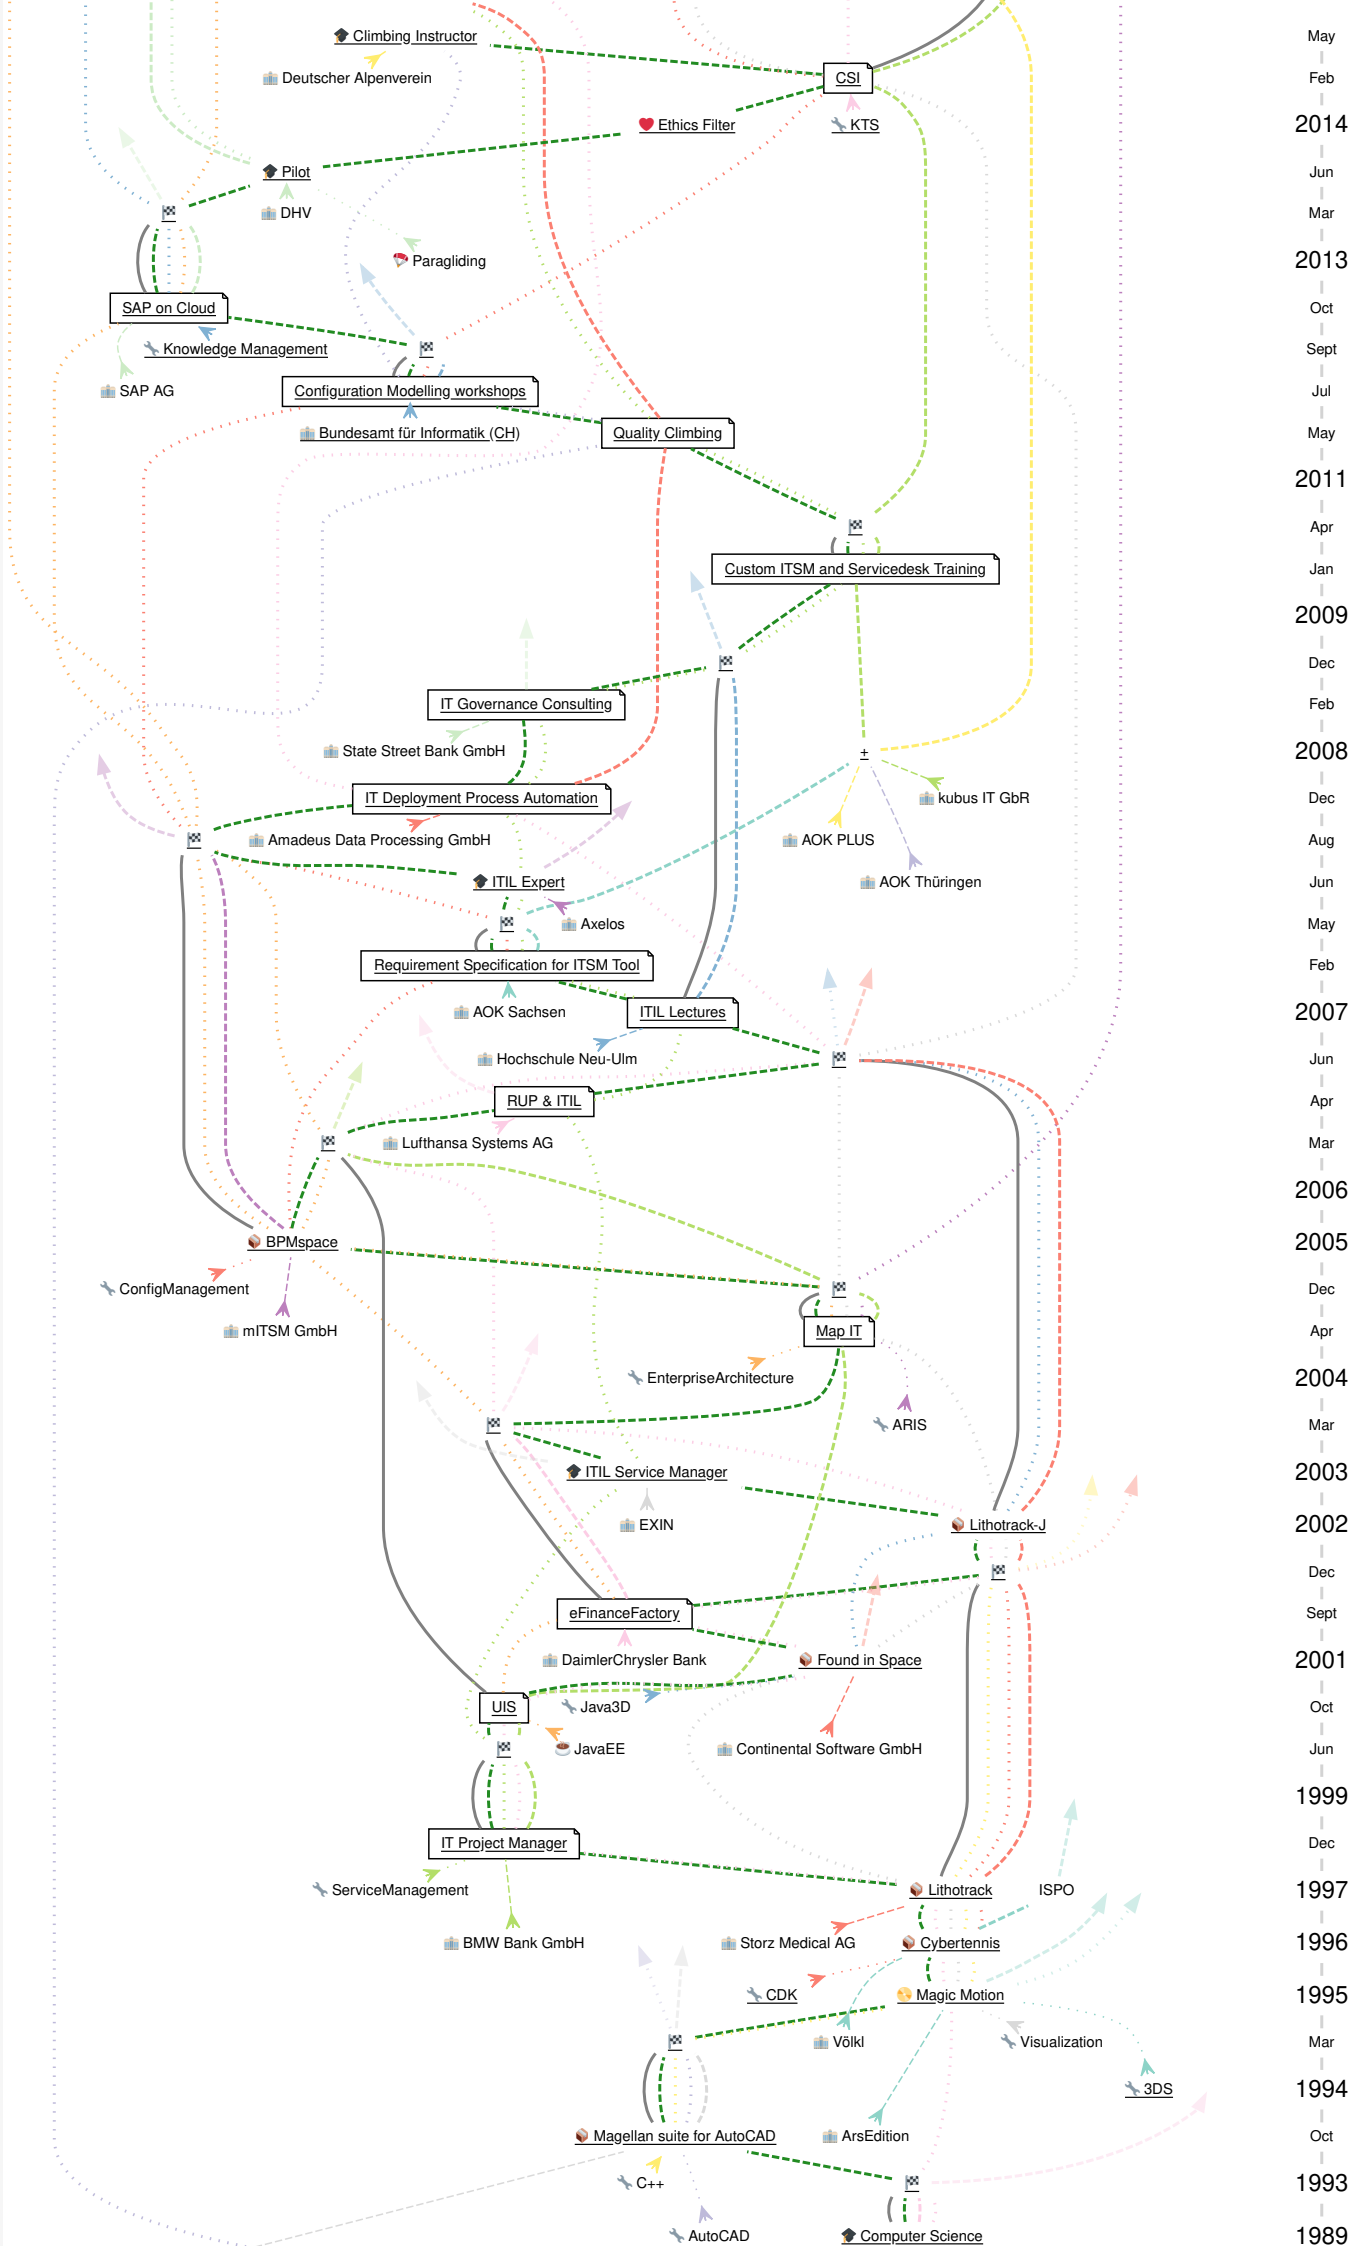 Climbing Instructor
May
Deutscher Alpenverein
CSI
Feb
Ethics Filter
KTS
2014
Pilot
Jun
DHV
Mar
Paragliding
2013
SAP on Cloud
Oct
Knowledge Management
Sept
SAP AG
Configuration Modelling workshops
Jul
Bundesamt für Informatik (CH)
Quality Climbing
May
2011
Apr
Custom ITSM and Servicedesk Training
Jan
2009
Dec
IT Governance Consulting
Feb
State Street Bank GmbH
+
2008
IT Deployment Process Automation
kubus IT GbR
Dec
Amadeus Data Processing GmbH
AOK PLUS
Aug
ITIL Expert
AOK Thüringen
Jun
Axelos
May
Requirement Specification for ITSM Tool
Feb
AOK Sachsen
ITIL Lectures
2007
Hochschule Neu-Ulm
Jun
RUP & ITIL
Apr
Lufthansa Systems AG
Mar
2006
BPMspace
2005
ConfigManagement
Dec
mITSM GmbH
Map IT
Apr
EnterpriseArchitecture
2004
ARIS
Mar
ITIL Service Manager
2003
EXIN
Lithotrack-J
2002
Dec
eFinanceFactory
Sept
DaimlerChrysler Bank
Found in Space
2001
UIS
Java3D
Oct
JavaEE
Continental Software GmbH
Jun
1999
IT Project Manager
Dec
ServiceManagement
Lithotrack
ISPO
1997
BMW Bank GmbH
Storz Medical AG
Cybertennis
1996
CDK
Magic Motion
1995
Völkl
Visualization
Mar
3DS
1994
Magellan suite for AutoCAD
ArsEdition
Oct
C++
1993
AutoCAD
Computer Science
1989